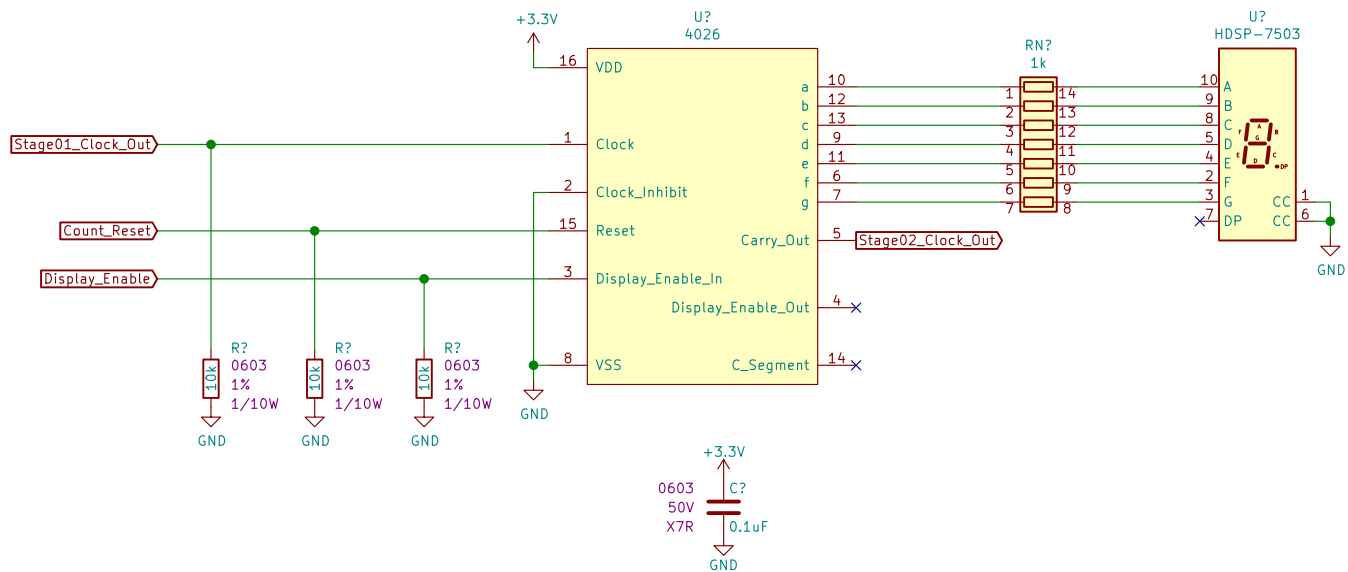 +3.3V
U?
4026
16
VDD
Stage01_Clock_Out
1
Clock
2
Clock_Inhibit
Count_Reset
15
Reset
Display_Enable
3
Display_Enable_In
8
VSS
GND
a
10
b
12
c
13
d
9
e
11
f
6
g
7
Carry_Out
5
Stage02_Clock_Out
Display_Enable_Out
4
C_Segment
14
RN?
1k
1
14
2
13
3
12
4
11
5
10
6
9
7
8
U?
HDSP-7503
10
A
9
B
8
C
5
D
4
E
2
F
3
G
7
DP
A
F
B
G
E
C
D
DP
CC
1
CC
6
GND
10k
R?
0603
1%
1/10W
GND
10k
R?
0603
1%
1/10W
GND
10k
R?
0603
1%
1/10W
GND
+3.3V
0603
C?
50V
X7R
0.1uF
GND